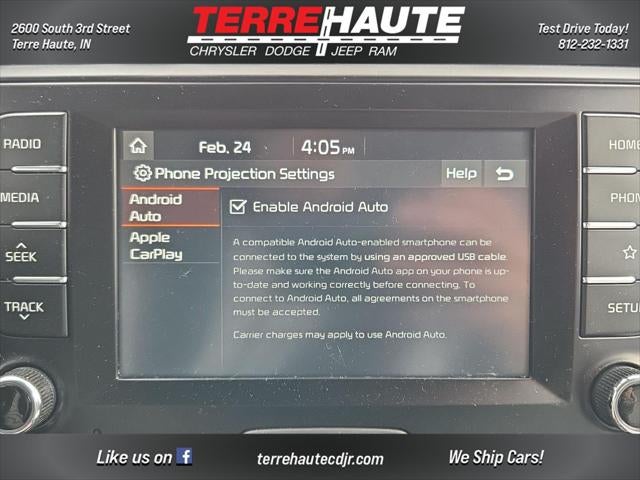 2600 South 3rd Street
Terre Haute, IN
TERRE HAUTE
CHRYSLER DODGE JEEP RAM
Test Drive Today!
812-232-1331
RADIO
MEDIA
SEEK
TRACK
Feb. 24
4:05 PM
Phone Projection Settings
Help
Android
Auto
Apple
CarPlay
Enable Android Auto
A compatible Android Auto-enabled smartphone can be
connected to the system by using an approved USB cable.
Please make sure the Android Auto app on your phone is up-
to-date and working correctly before connecting. To
connect to Android Auto, all agreements on the smartphone
must be accepted.
Carrier charges may apply to use Android Auto.
HOME
PHON
SETU
Like us on f
terrehautecdjr.com
We Ship Cars!